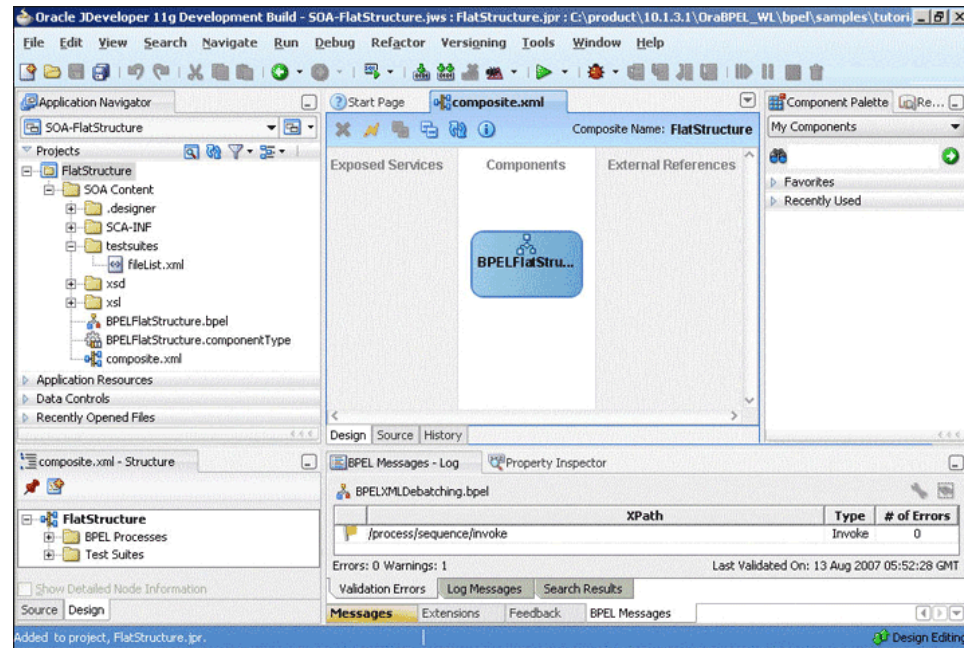 Oracle JDeveloper 11g Development Build - SOA-FlatStructure.jws : FlatStructure.jpr : C:\product\10.1.3.1\OraBPEL_WL\bpel\samples\tutori
File Edit View Search Navigate Run Debug Refactor Versioning Tools Window Help
Application Navigator
SOA-FlatStructure
Projects
FlatStructure
SOA Content
.designer
SCA-INF
testsuites
fileList.xml
xsd
xsl
BPELFlatStructure.bpel
BPELFlatStructure.componentType
composite.xml
Application Resources
Data Controls
Recently Opened Files
Start Page composite.xml
Composite Name: FlatStructure
Exposed Services Components External References
BPELFlatStru...
Design Source History
Component Palette Re...
My Components
Favorites
Recently Used
composite.xml - Structure
FlatStructure
BPEL Processes
Test Suites
Show Detailed Node Information
Source Design
BPEL Messages - Log Property Inspector
BPELXMLDebatching.bpel
XPath Type # of Errors
/process/sequence/invoke Invoke 0
Errors: 0 Warnings: 1 Last Validated On: 13 Aug 2007 05:52:28 GMT
Validation Errors Log Messages Search Results
Messages Extensions Feedback BPEL Messages
Added to project, FlatStructure.jpr. Design Editing